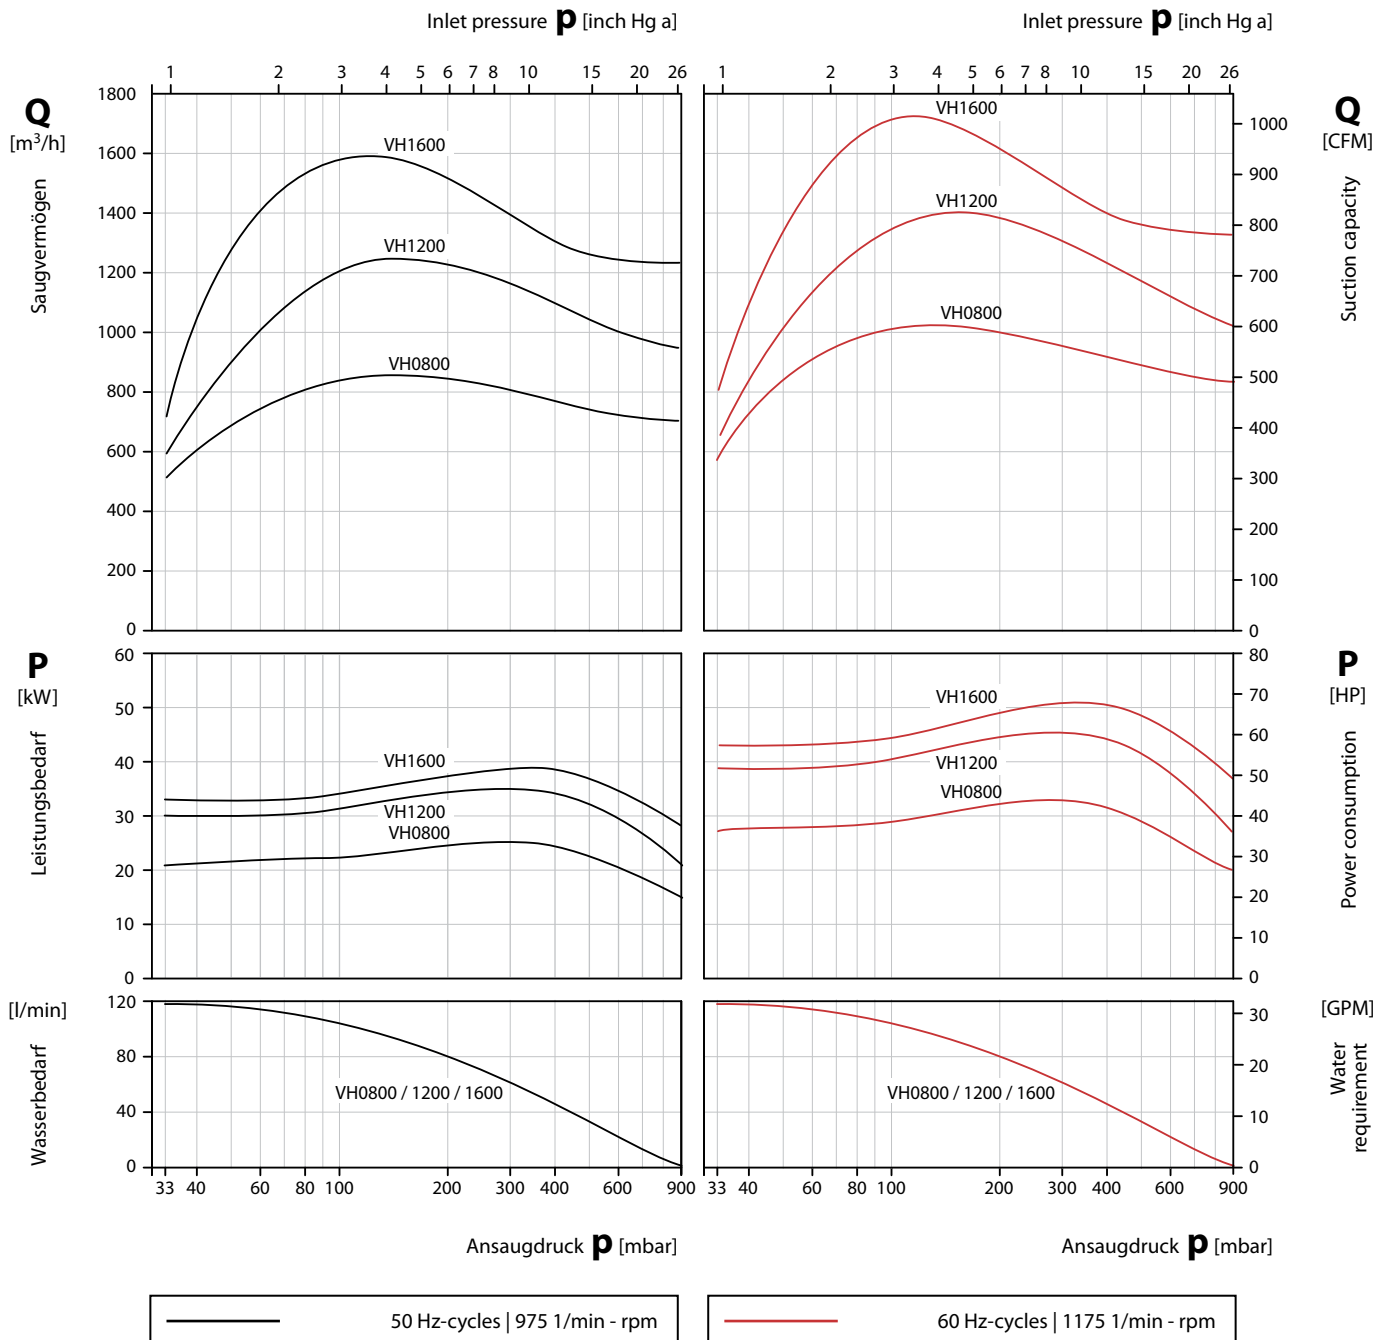 Inlet pressure p [inch Hg a]
Inlet pressure p [inch Hg a]
1 2 3 4 5 6 7 8 10 15 20 26
1 2 3 4 5 6 7 8 10 15 20 26
Q
[m³/h]
Saugvermögen
1800
1600
1400
1200
1000
800
600
400
200
0
VH1600
VH1200
VH0800
VH1600
VH1200
VH0800
1000
900
800
700
600
500
400
300
200
100
0
Q
[CFM]
Suction capacity
P
[kW]
Leistungsbedarf
60
50
40
30
20
10
0
VH1600
VH1200
VH0800
VH1600
VH1200
VH0800
80
70
60
50
40
30
20
10
0
P
[HP]
Power consumption
[l/min]
Wasserbedarf
120
80
40
0
VH0800 / 1200 / 1600
VH0800 / 1200 / 1600
30
20
10
0
[GPM]
Water
requirement
33 40 60 80 100 200 300 400 600 900
33 40 60 80 100 200 300 400 600 900
Ansaugdruck p [mbar]
Ansaugdruck p [mbar]
50 Hz-cycles | 975 1/min - rpm
60 Hz-cycles | 1175 1/min - rpm